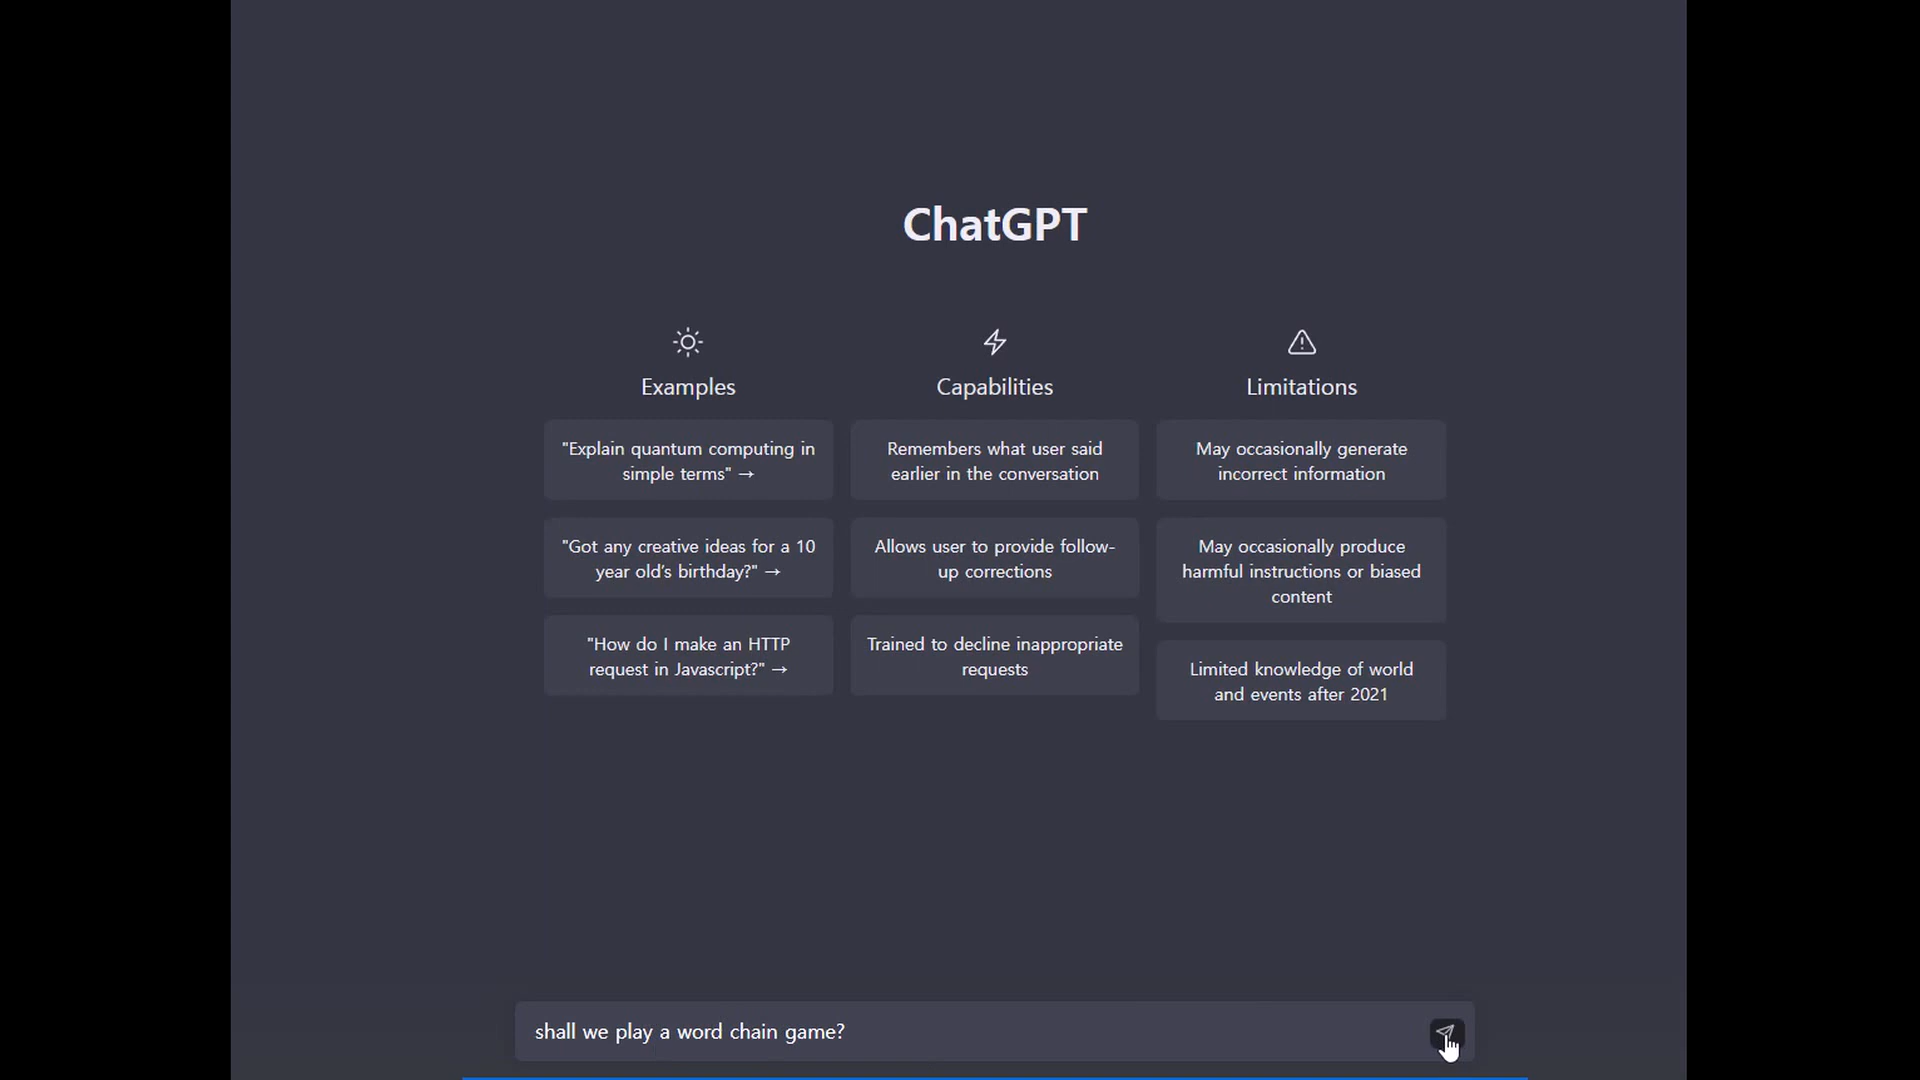 ChatGPT
Examples
"Explain quantum computing in
simple terms" →
"Got any creative ideas for a 10
year old's birthday?" →
"How do I make an HTTP
request in Javascript?" →
Capabilities
Remembers what user said
earlier in the conversation
Allows user to provide follow-
up corrections
Trained to decline inappropriate
requests
Limitations
May occasionally generate
incorrect information
May occasionally produce
harmful instructions or biased
content
Limited knowledge of world
and events after 2021
shall we play a word chain game?